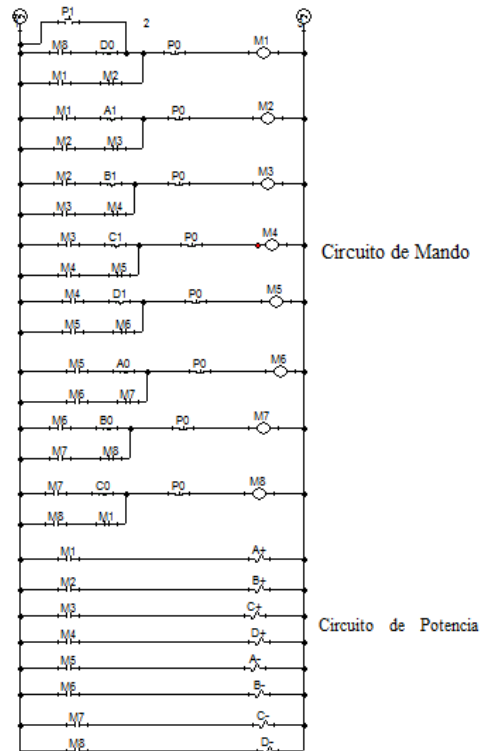 P1 2
M8 D0 P0 M1
M1 M2
M1 A1 P0 M2
M2 M3
M2 B1 P0 M3
M3 M4
M3 C1 P0 M4
Circuito de Mando
M4 M5
M4 D1 P0 M5
M5 M6
M5 A0 P0 M6
M6 M7
M6 B0 P0 M7
M7 M8
M7 C0 P0 M8
M8 M1
M1 A+
M2 B+
M3 C+
Circuito de Potencia
M4 D+
M5 A-
M6 B-
M7 C-
M8 D-